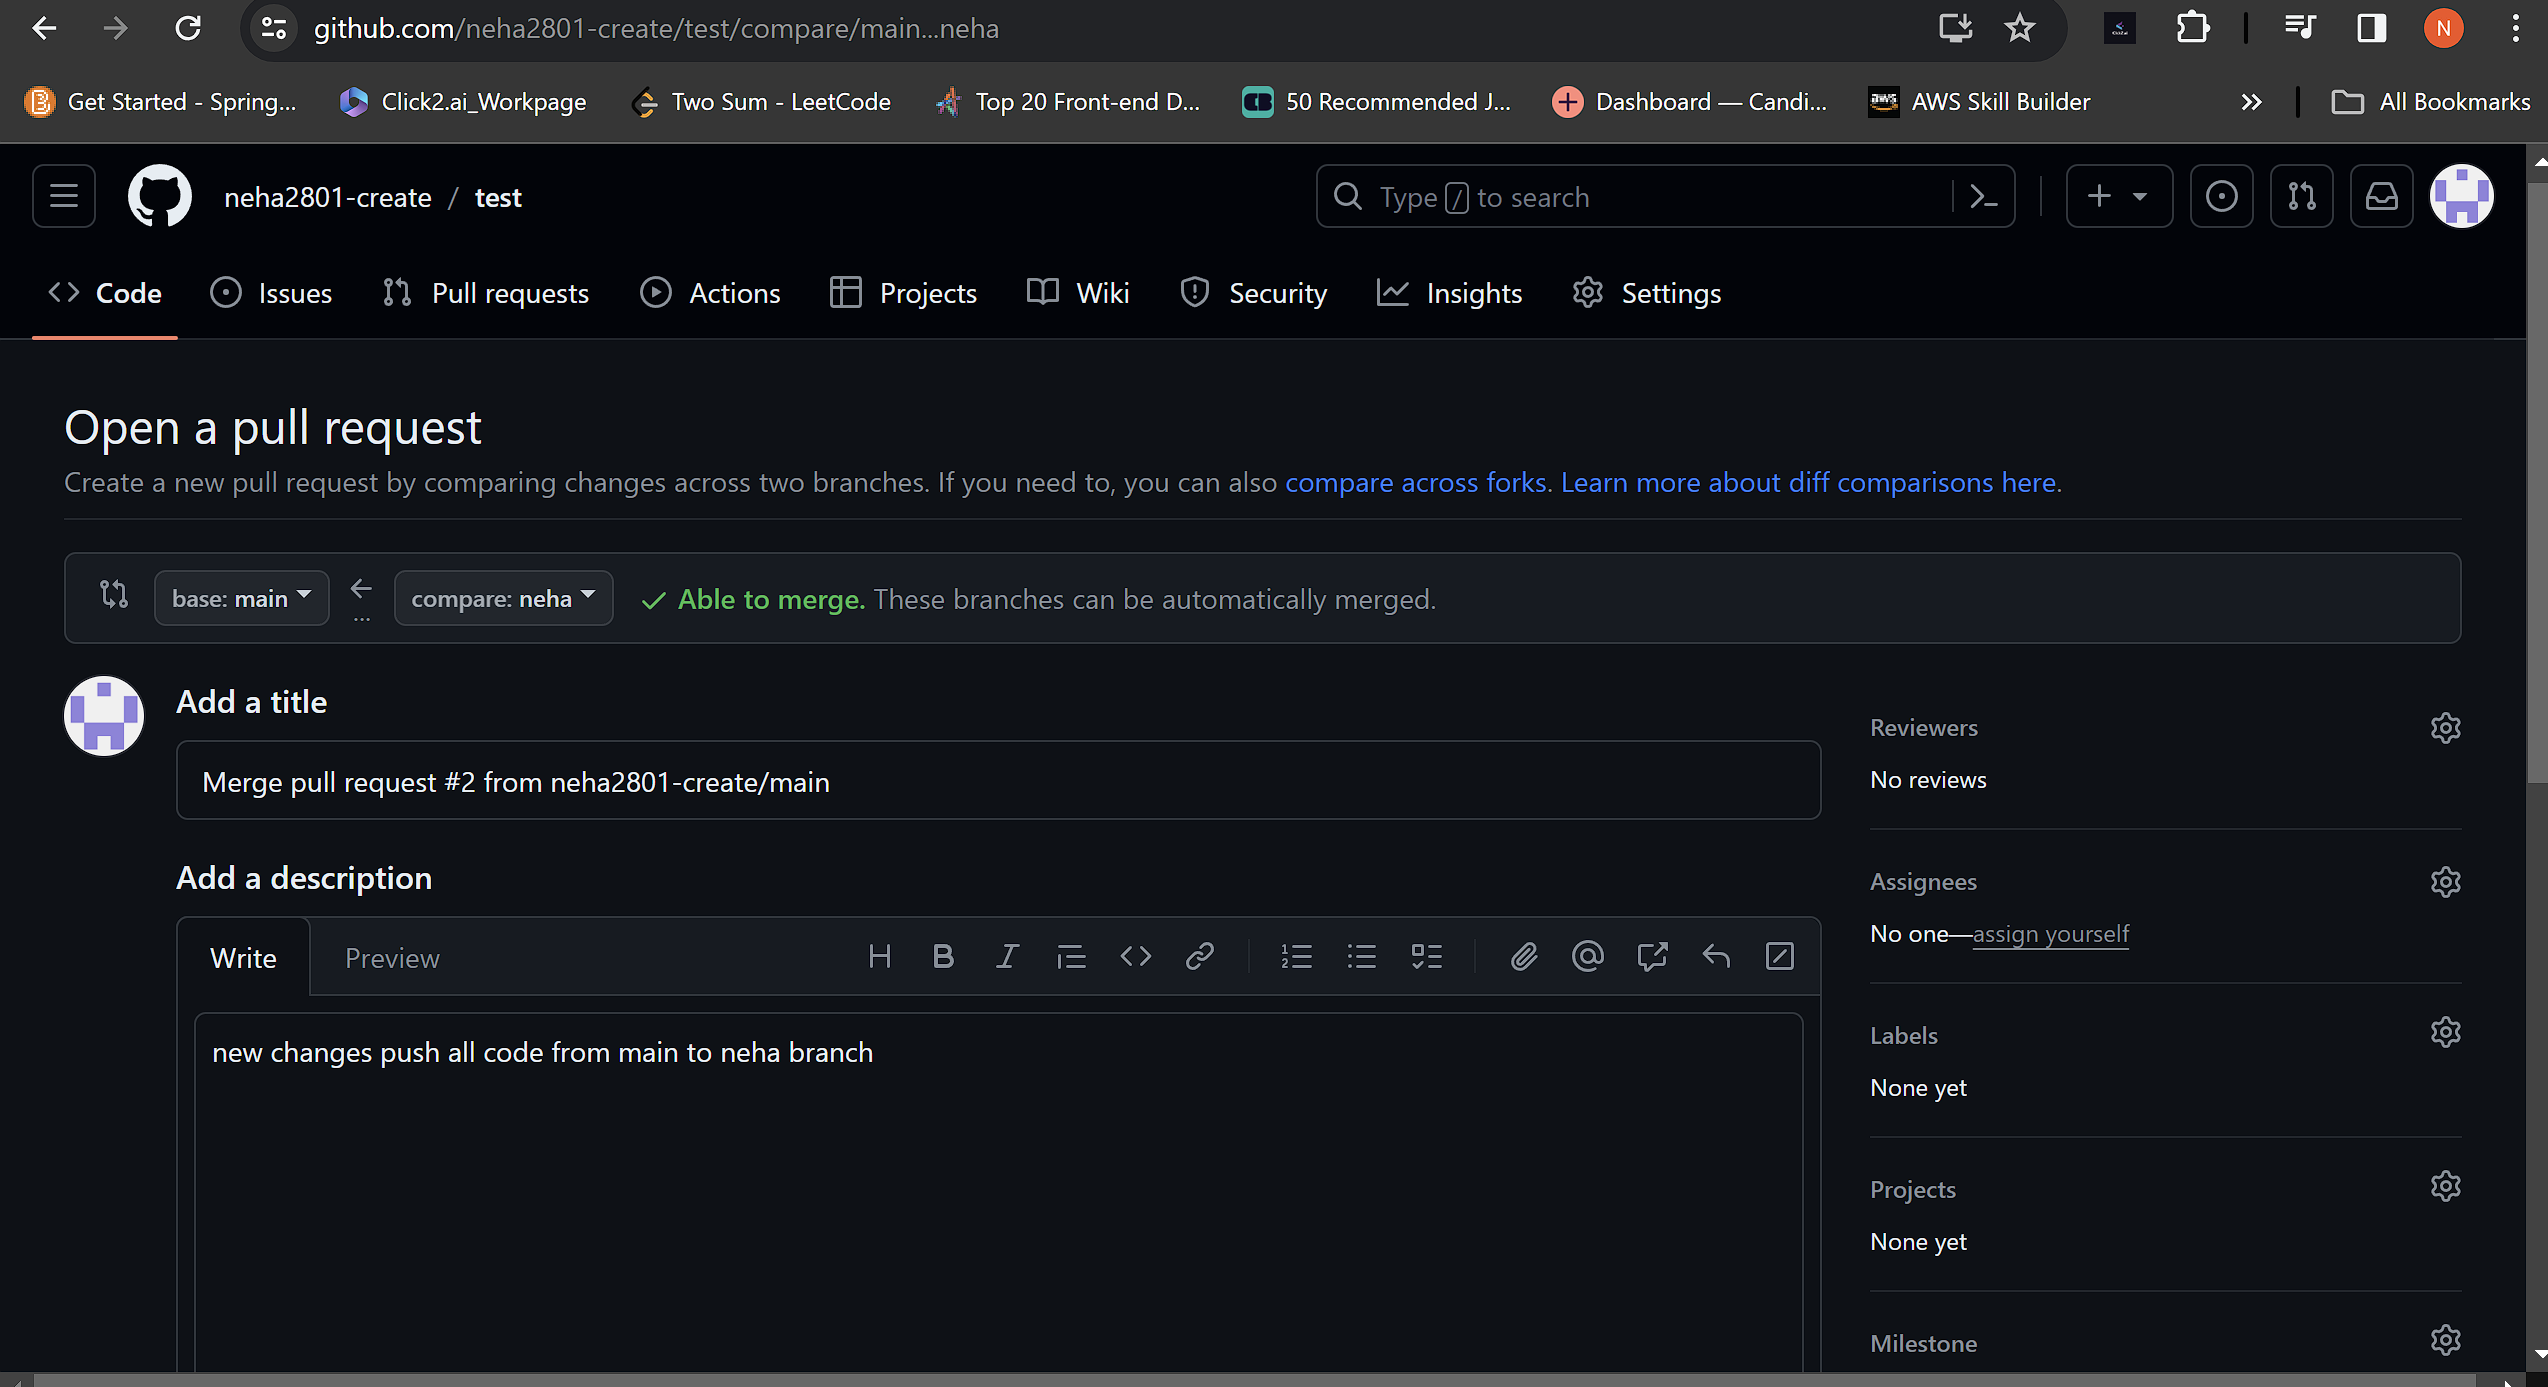 github.com/neha2801-create/test/compare/main...neha
N
Get Started - Spring... Click2.ai_Workpage Two Sum - LeetCode Top 20 Front-end D... 50 Recommended J... Dashboard — Candi... AWS Skill Builder All Bookmarks
neha2801-create / test Type / to search
Code Issues Pull requests Actions Projects Wiki Security Insights Settings
Open a pull request
Create a new pull request by comparing changes across two branches. If you need to, you can also compare across forks. Learn more about diff comparisons here.
base: main ... compare: neha Able to merge. These branches can be automatically merged.
Add a title
Merge pull request #2 from neha2801-create/main
Add a description
Write Preview
new changes push all code from main to neha branch
Reviewers
No reviews
Assignees
No one—assign yourself
Labels
None yet
Projects
None yet
Milestone